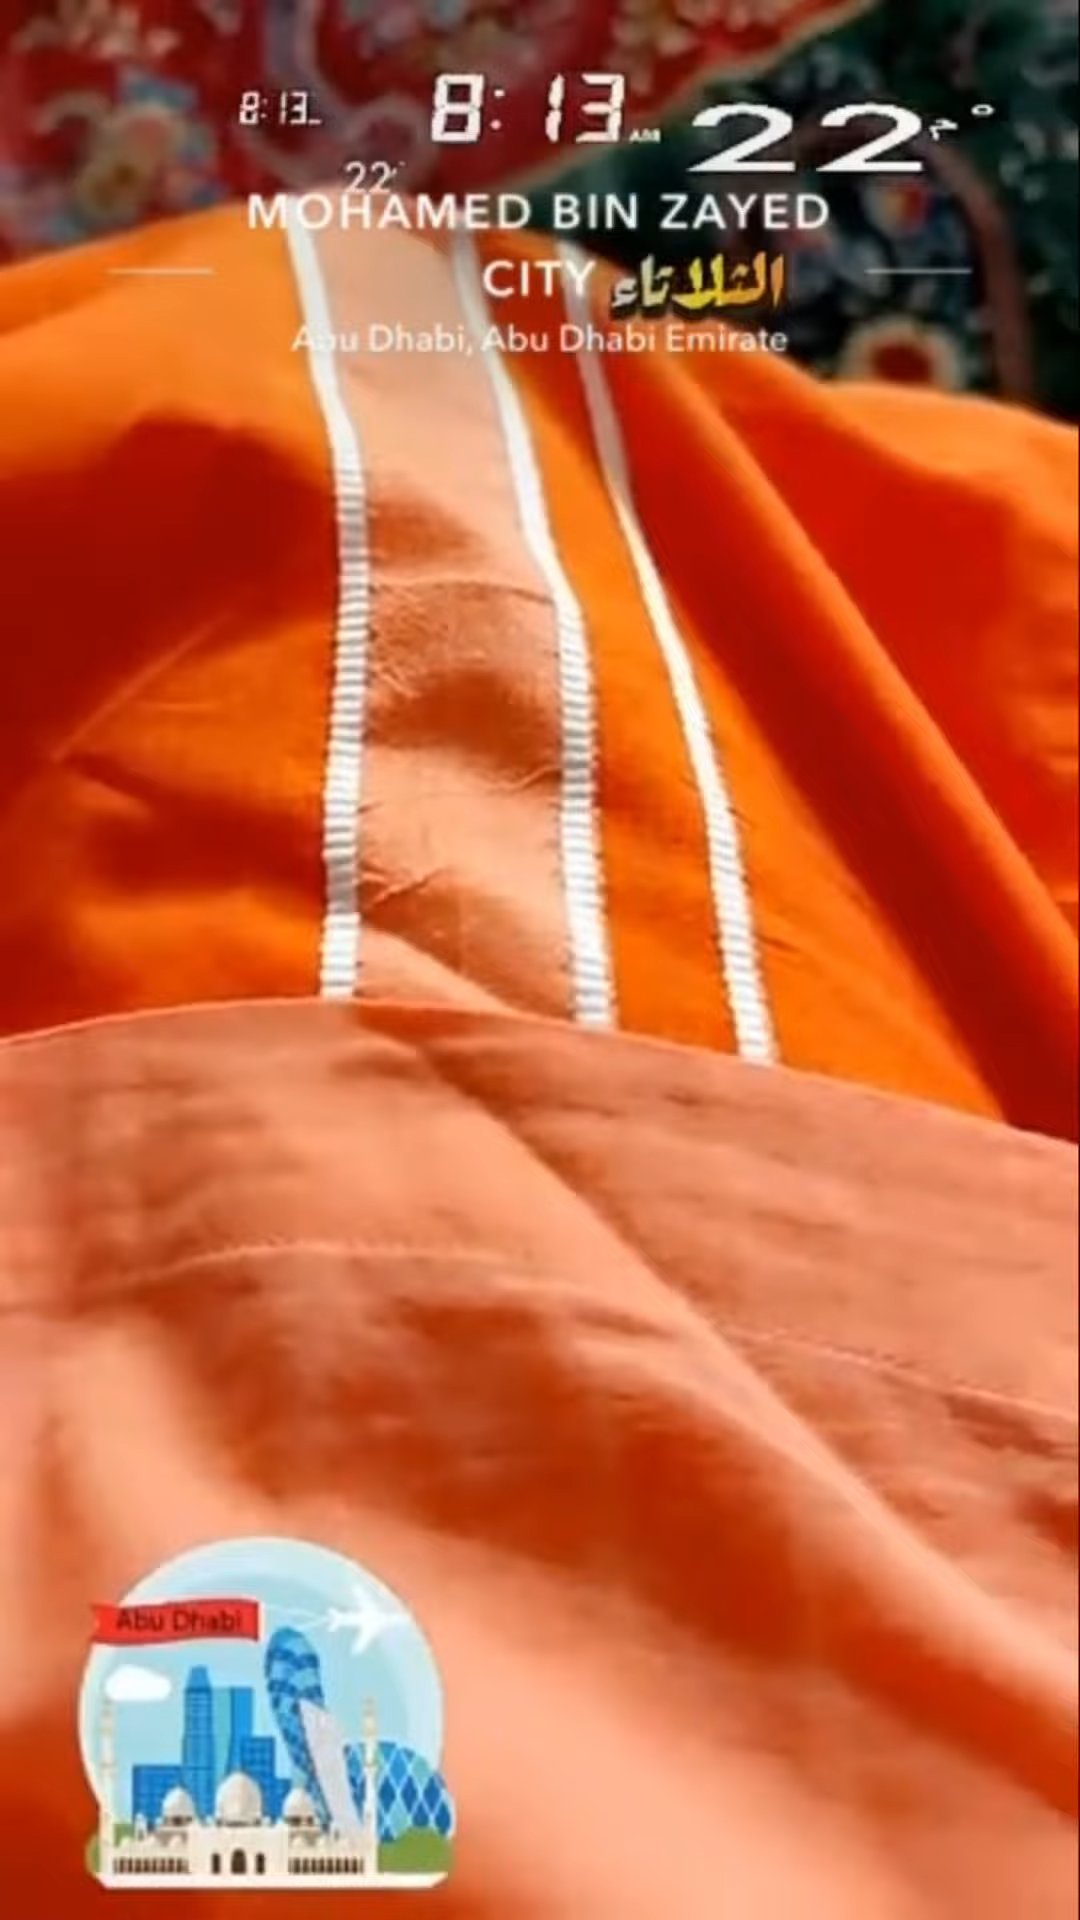 8:13
8:13 AM
22°
22
MOHAMED BIN ZAYED
CITY الثلاثاء
Abu Dhabi, Abu Dhabi Emirate
Abu Dhabi